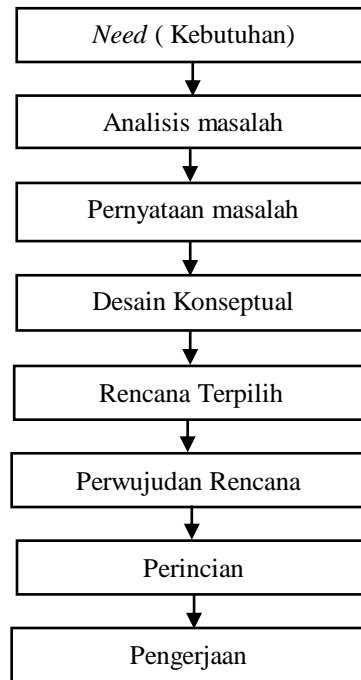 Need ( Kebutuhan)
Analisis masalah
Pernyataan masalah
Desain Konseptual
Rencana Terpilih
Perwujudan Rencana
Perincian
Pengerjaan